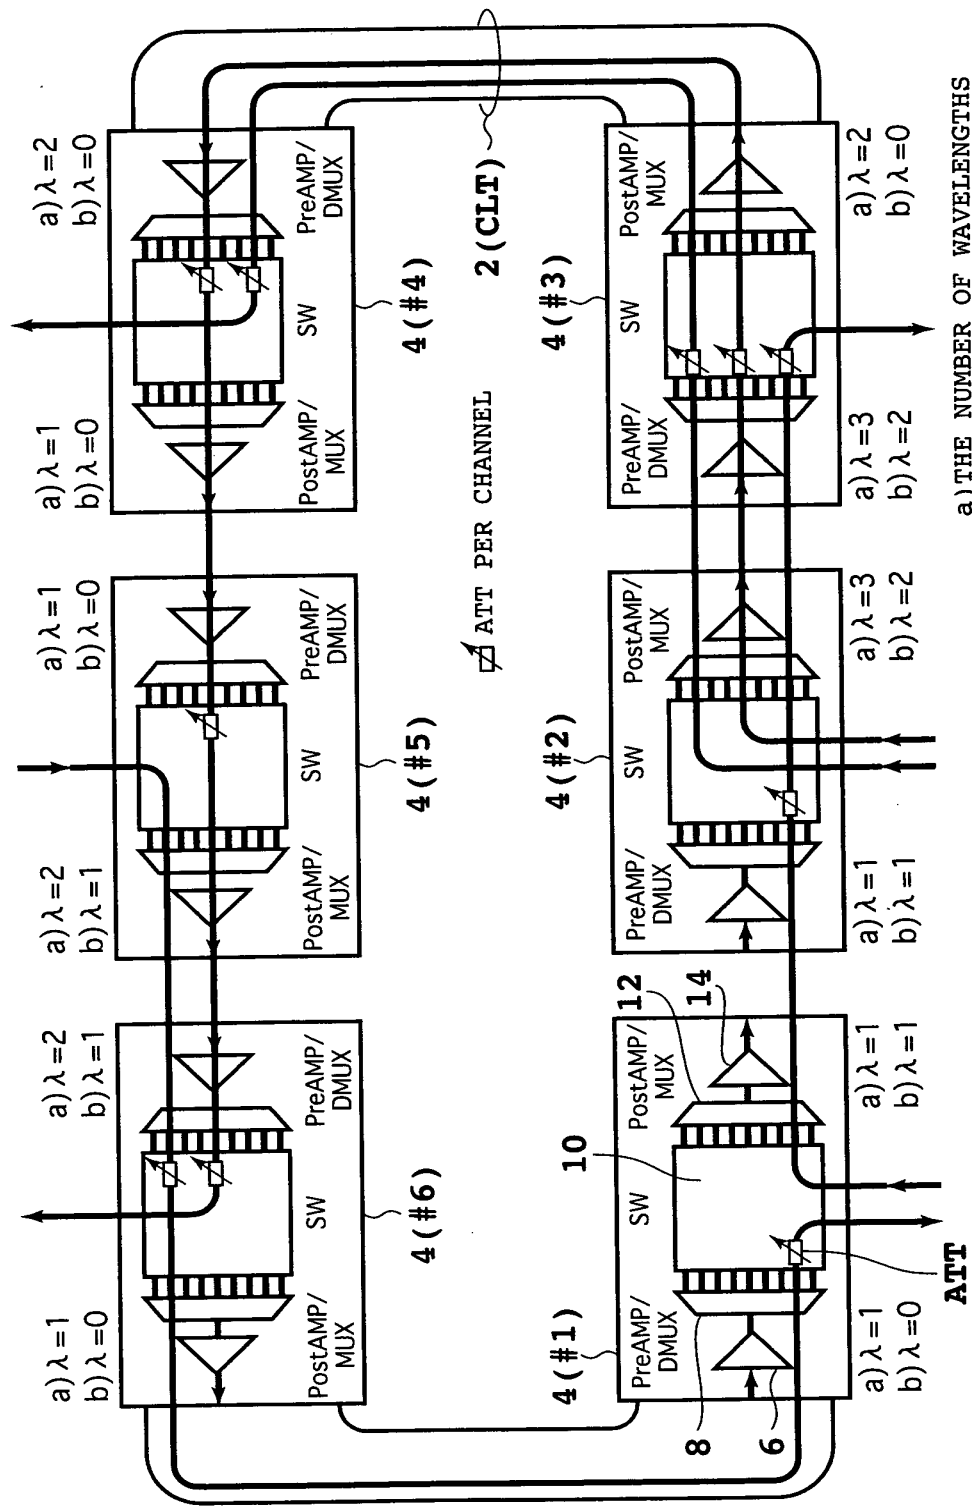 a)λ=1
b)λ=0
a)λ=2
b)λ=1
PostAMP/
MUX
SW
PreAMP/
DMUX
4(#6)
a)λ=2
b)λ=1
a)λ=1
b)λ=0
PostAMP/
MUX
SW
PreAMP/
DMUX
4(#5)
a)λ=1
b)λ=0
a)λ=2
b)λ=0
PostAMP/
MUX
SW
PreAMP/
DMUX
4(#4)
ATT PER CHANNEL
2(CLT)
4(#1)
PreAMP/
DMUX
SW
PostAMP/
MUX
10
12
14
8
6
a)λ=1
b)λ=0
ATT
a)λ=1
b)λ=1
4(#2)
PreAMP/
DMUX
SW
PostAMP/
MUX
a)λ=1
b)λ=1
a)λ=3
b)λ=2
4(#3)
PreAMP/
DMUX
SW
PostAMP/
MUX
a)λ=3
b)λ=2
a)λ=2
b)λ=0
a)THE NUMBER OF WAVELENGTHS